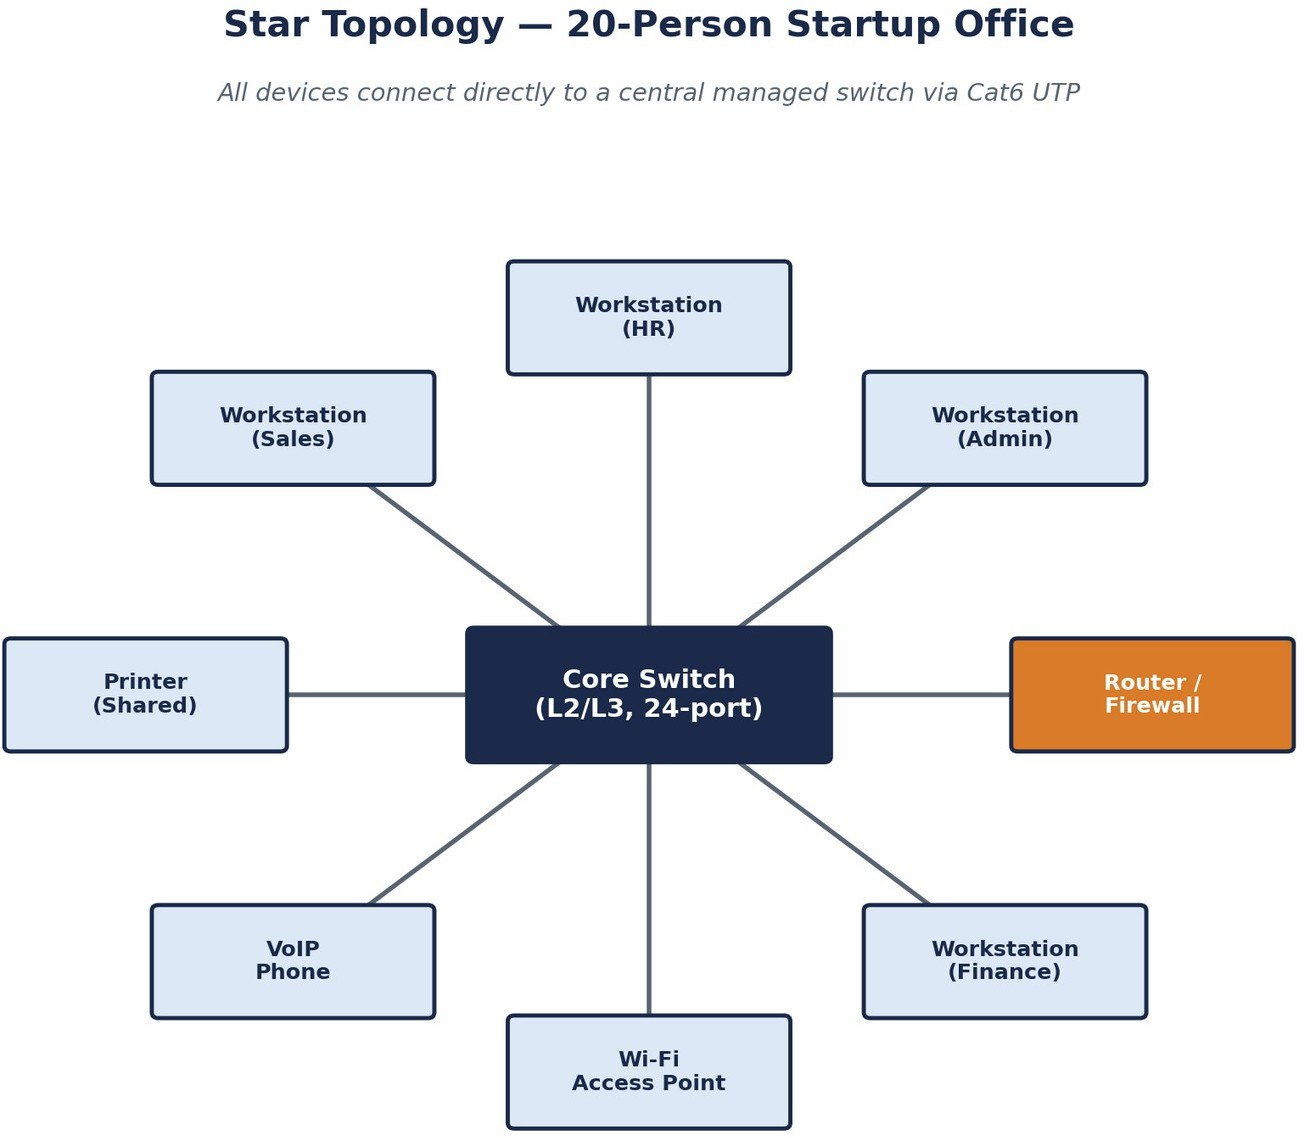 Star Topology — 20-Person Startup Office
All devices connect directly to a central managed switch via Cat6 UTP
Workstation
(HR)
Workstation
(Sales)
Workstation
(Admin)
Printer
(Shared)
Core Switch
(L2/L3, 24-port)
Router /
Firewall
VoIP
Phone
Workstation
(Finance)
Wi-Fi
Access Point